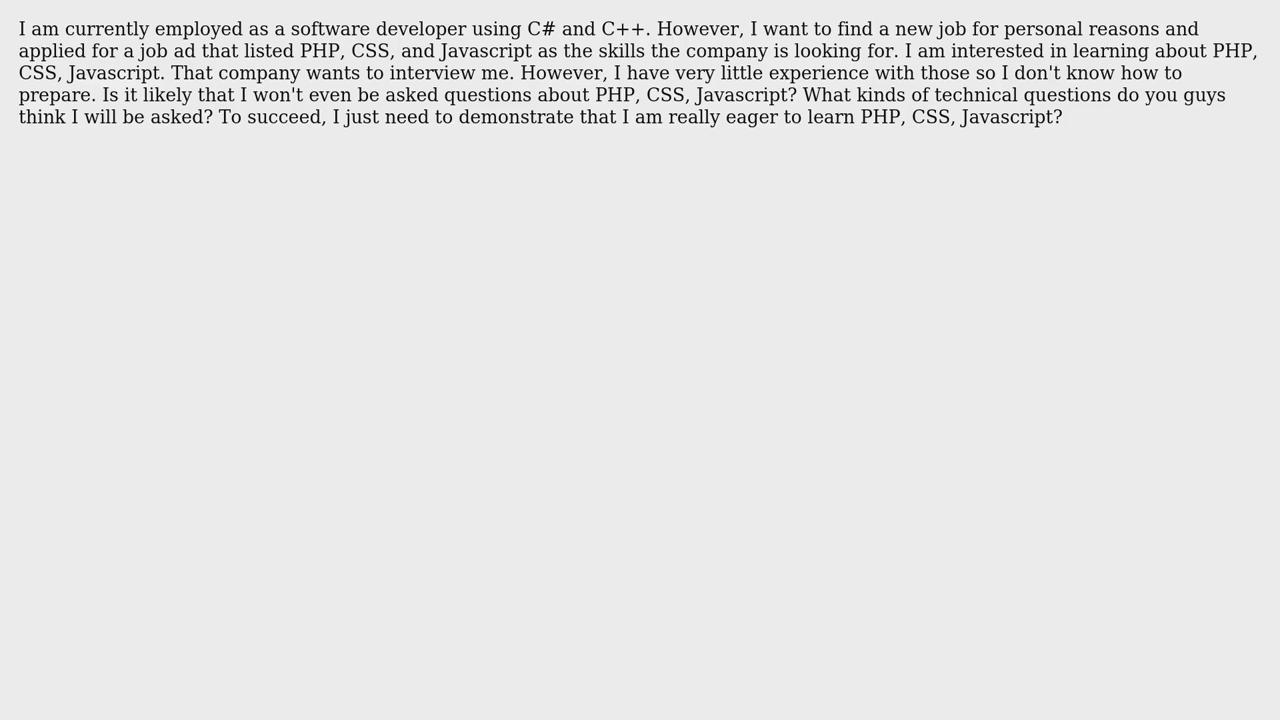 I am currently employed as a software developer using C# and C++. However, I want to find a new job for personal reasons and
applied for a job ad that listed PHP, CSS, and Javascript as the skills the company is looking for. I am interested in learning about PHP,
CSS, Javascript. That company wants to interview me. However, I have very little experience with those so I don't know how to
prepare. Is it likely that I won't even be asked questions about PHP, CSS, Javascript? What kinds of technical questions do you guys
think I will be asked? To succeed, I just need to demonstrate that I am really eager to learn PHP, CSS, Javascript?